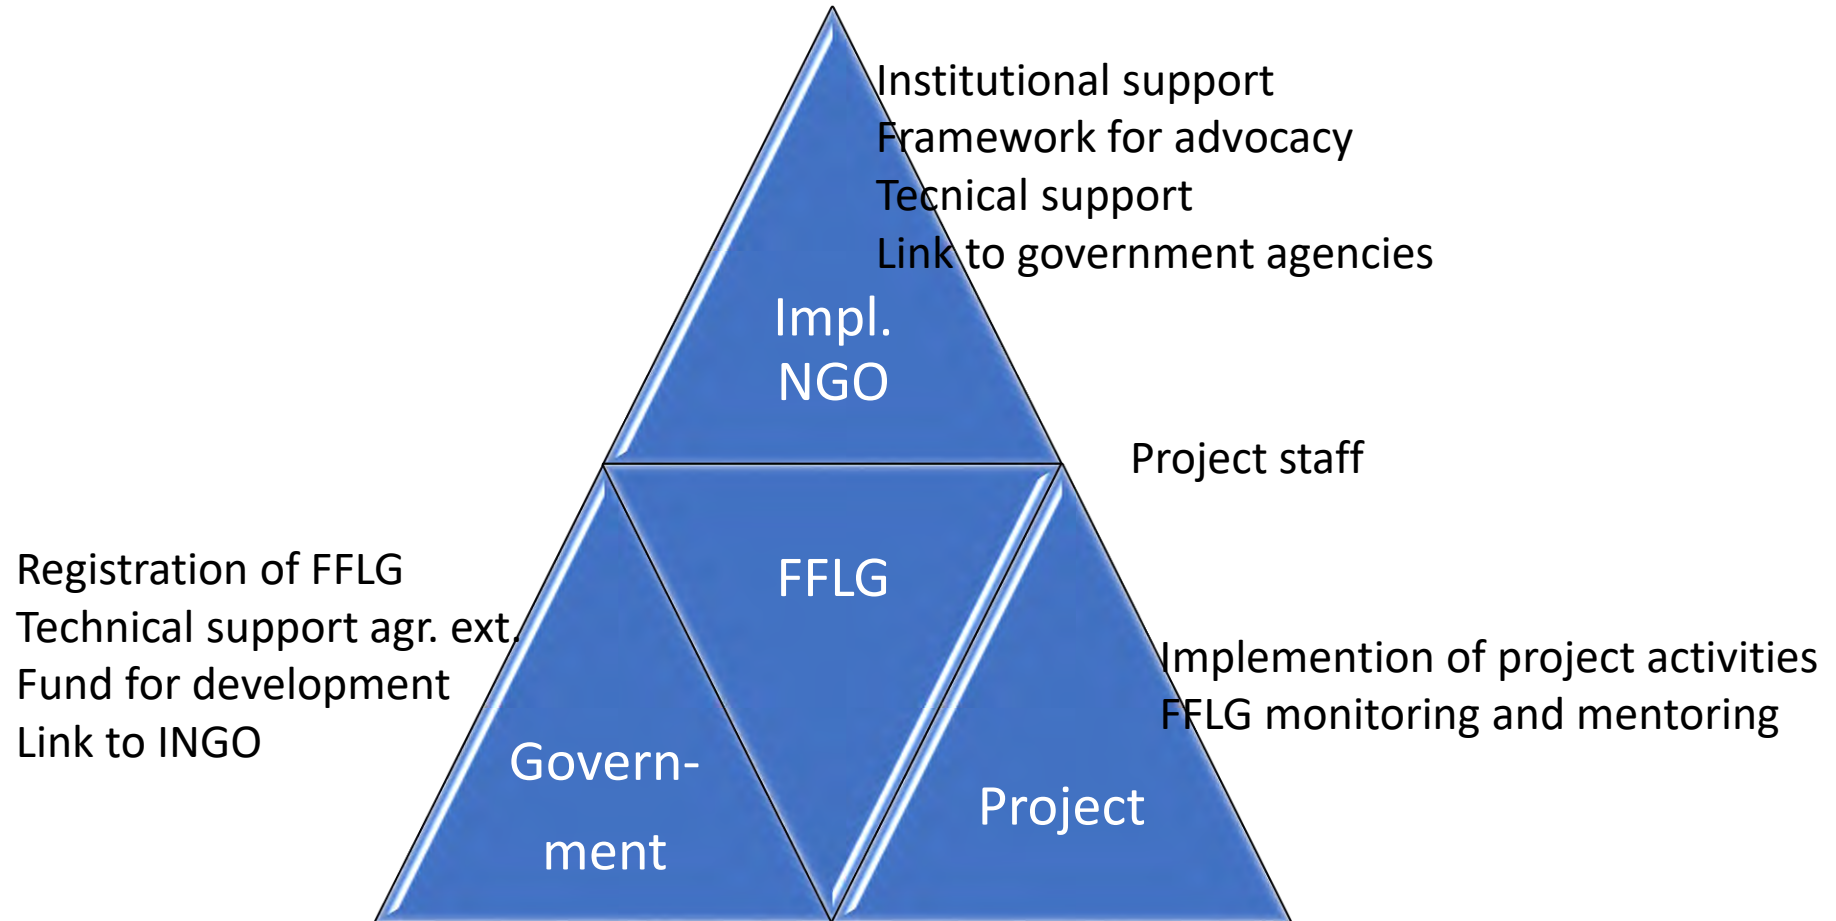 Institutional support
Framework for advocacy
Tecnical support
Link to government agencies
Impl.
NGO
Project staff
Registration of FFLG
Technical support agr. ext.
Fund for development
Link to INGO
FFLG
Implemention of project activities
FFLG monitoring and mentoring
Govern-
ment
Project